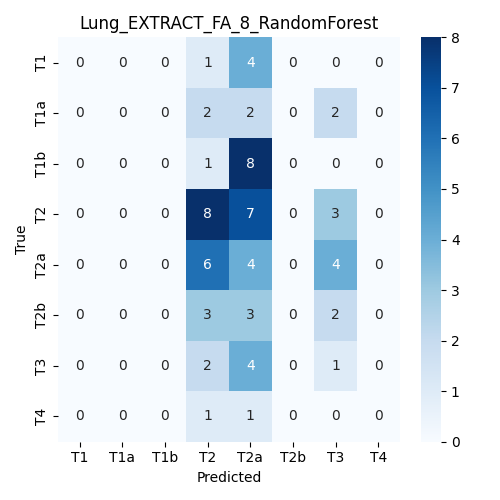 Lung_EXTRACT_FA_8_RandomForest
T1 0 0 0 1 4 0 0 0
T1a 0 0 0 2 2 0 2 0
T1b 0 0 0 1 8 0 0 0
T2 0 0 0 8 7 0 3 0
T2a 0 0 0 6 4 0 4 0
T2b 0 0 0 3 3 0 2 0
T3 0 0 0 2 4 0 1 0
T4 0 0 0 1 1 0 0 0
T1 T1a T1b T2 T2a T2b T3 T4
True
Predicted
8
7
6
5
4
3
2
1
0